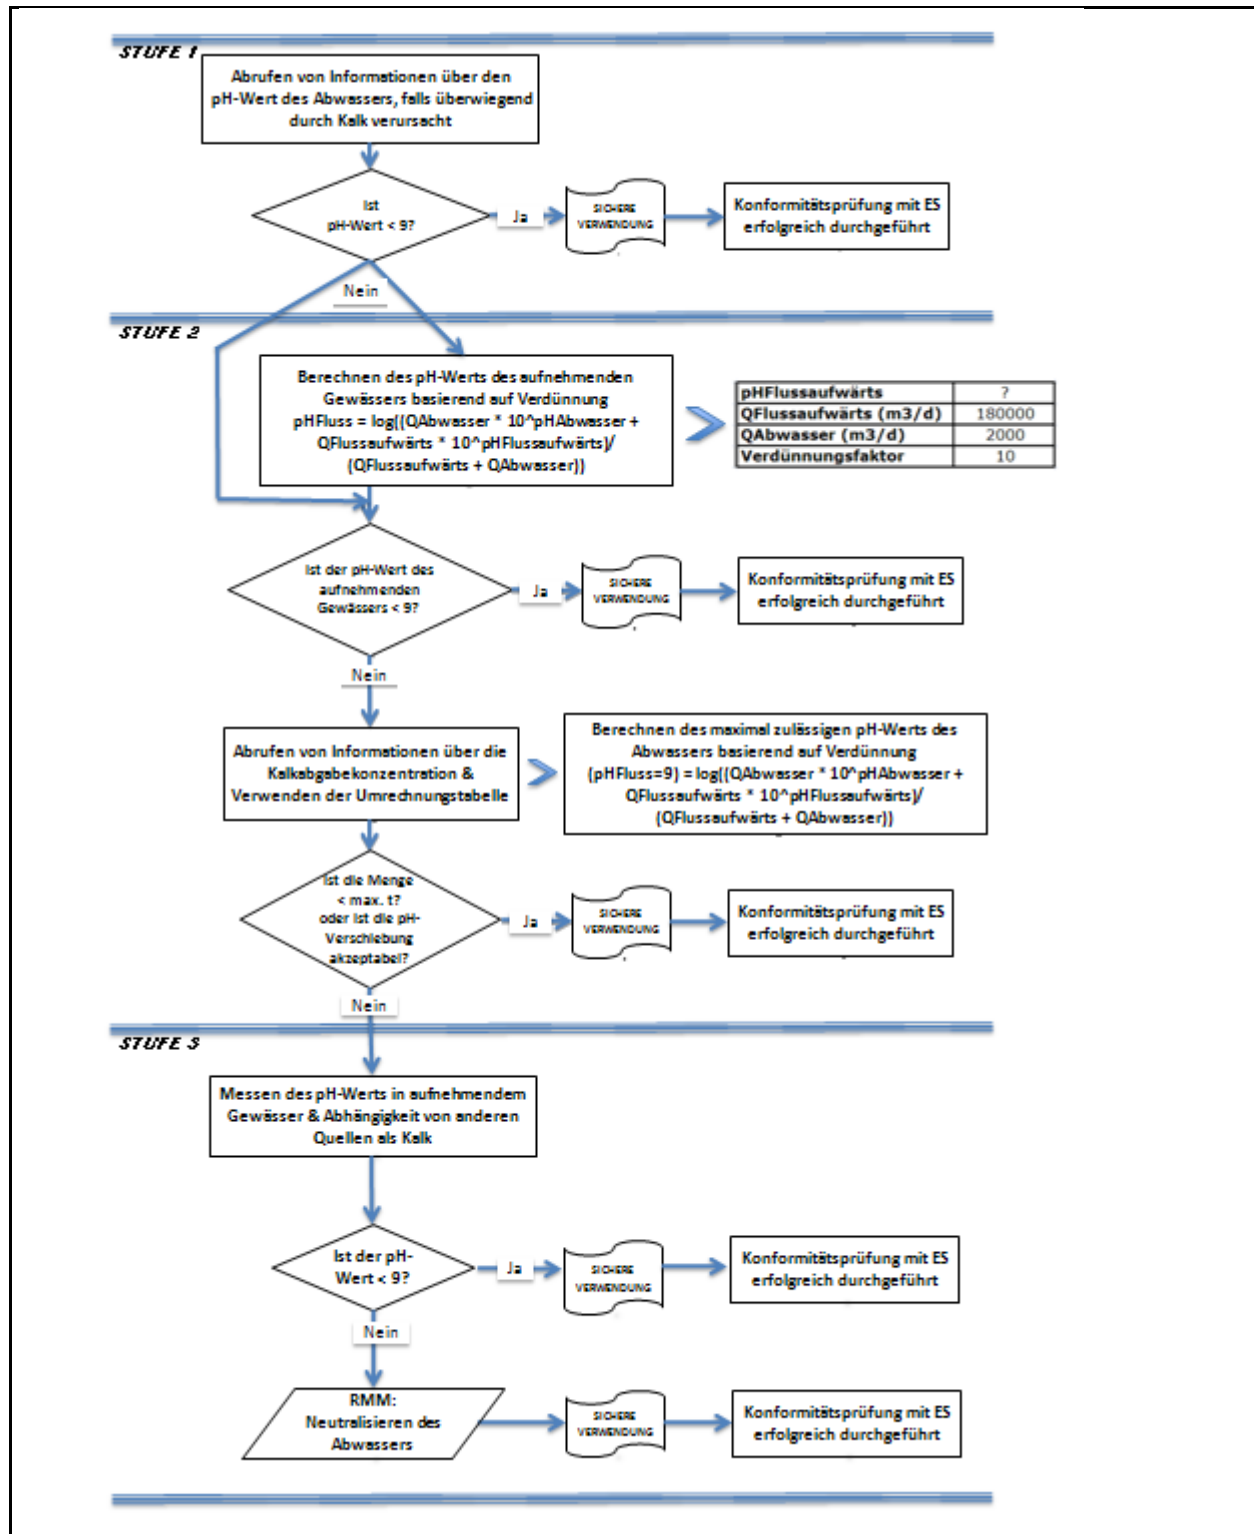 STUFE 1
Abrufen von Informationen über den
pH-Wert des Abwassers, falls überwiegend
durch Kalk verursacht
Ist
pH-Wert < 9?
Ja
SICHERE
VERWENDUNG
Konformitätsprüfung mit ES
erfolgreich durchgeführt
Nein
STUFE 2
Berechnen des pH-Werts des aufnehmenden
Gewässers basierend auf Verdünnung
pHFluss = log((QAbwasser * 10^pHAbwasser +
QFlussaufwärts * 10^pHFlussaufwärts)/
(QFlussaufwärts + QAbwasser))
pHFlussaufwärts ?
QFlussaufwärts (m3/d) 180000
QAbwasser (m3/d) 2000
Verdünnungsfaktor 10
Ist der pH-Wert des
aufnehmenden
Gewässers < 9?
Ja
SICHERE
VERWENDUNG
Konformitätsprüfung mit ES
erfolgreich durchgeführt
Nein
Abrufen von Informationen über die
Kalkabgabekonzentration &
Verwenden der Umrechnungstabelle
Berechnen des maximal zulässigen pH-Werts des
Abwassers basierend auf Verdünnung
(pHFluss=9) = log((QAbwasser * 10^pHAbwasser +
QFlussaufwärts * 10^pHFlussaufwärts)/
(QFlussaufwärts + QAbwasser))
Ist die Menge
< max. t?
oder ist die pH-
Verschiebung
akzeptabel?
Ja
SICHERE
VERWENDUNG
Konformitätsprüfung mit ES
erfolgreich durchgeführt
Nein
STUFE 3
Messen des pH-Werts in aufnehmendem
Gewässer & Abhängigkeit von anderen
Quellen als Kalk
Ist der pH-
Wert < 9?
Ja
SICHERE
VERWENDUNG
Konformitätsprüfung mit ES
erfolgreich durchgeführt
Nein
RMM:
Neutralisieren des
Abwassers
SICHERE
VERWENDUNG
Konformitätsprüfung mit ES
erfolgreich durchgeführt